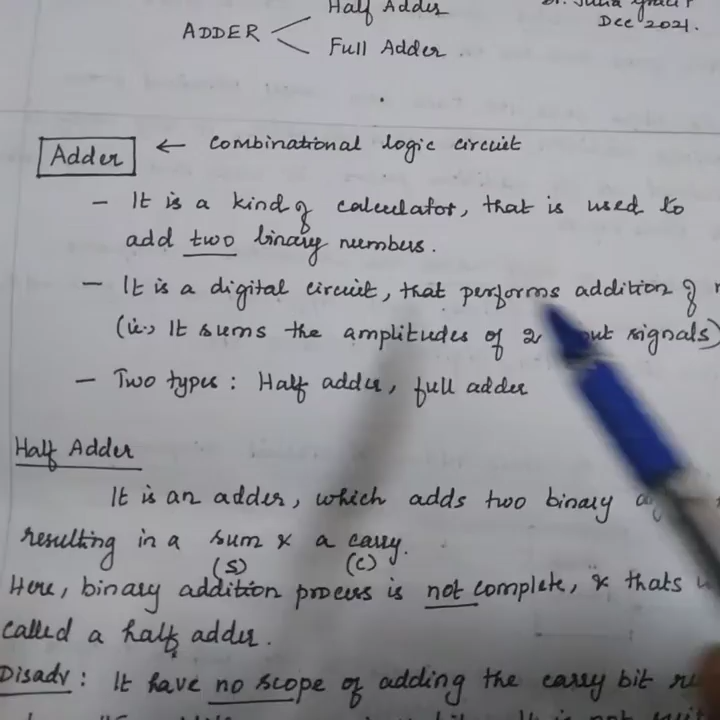 Half Adder
ADDER
Full Adder
Dec 2021.
Adder ← Combinational logic circuit
- It is a kind of calculator, that is used to
add two binary numbers.
- It is a digital circuit, that performs addition of
(i.e., It sums the amplitudes of 2 signals)
- Two types : Half adder, full adder
Half Adder
It is an adder, which adds two binary
resulting in a sum & a carry.
(S) (C)
Here, binary addition process is not complete, & thats
called a half adder.
Disadv : It have no scope of adding the carry bit